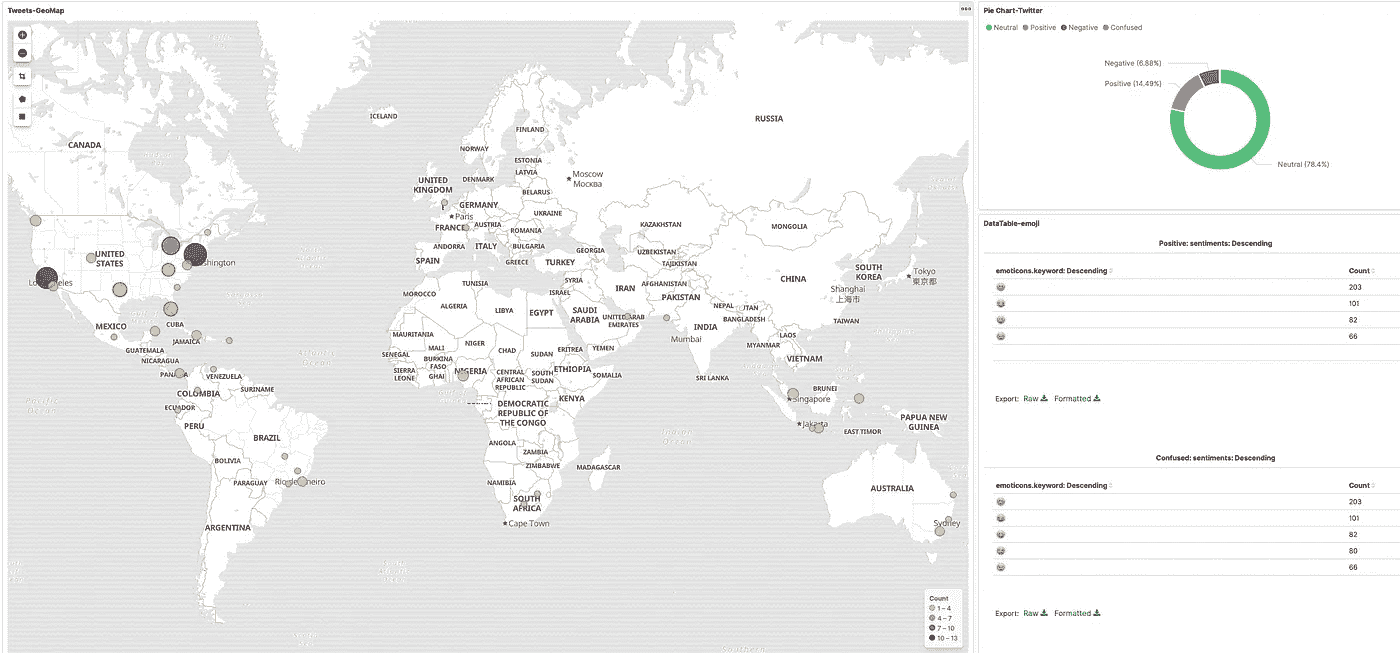 Tweets-GeoMap
ICELAND
RUSSIA
CANADA
FINLAND
NORWAY
ESTONIA
LATVIA
Moscow
Москва
DENMARK
UNITED
KINGDOM
BELARUS
GERMANY
Paris
UKRAINE
FRANCE
AUSTRIA
ROMANIA
KAZAKHSTAN
MONGOLIA
ANDORRA
ITALY
BULGARIA
GEORGIA
UZBEKISTAN
UNITED
STATES
SPAIN
GREECE
TURKEY
TAJIKISTAN
SOUTH
KOREA
Tokyo
東京都
SYRIA
AFGHANISTAN
CHINA
TUNISIA
IRAN
Shanghai
上海市
MOROCCO
ISRAEL
PAKISTAN
ALGERIA
LIBYA
EGYPT
SAUDI
ARABIA
UNITED ARAB
EMIRATES
NEPAL
BANGLADESH
TAIWAN
MEXICO
CUBA
INDIA
MAURITANIA
LAOS
JAMAICA
Mumbai
MYANMAR
GUATEMALA
NICARAGUA
SENEGAL
MALI
NIGER
CHAD
SUDAN
ERITREA
YEMEN
VIETNAM
BURKINA
FASO
SIERRA
LEONE
NIGERIA
CENTRAL
AFRICAN
REPUBLIC
SOUTH
SUDAN
ETHIOPIA
SOMALIA
SRI LANKA
VENEZUELA
SURINAME
COLOMBIA
BRUNEI
Singapore
ECUADOR
DEMOCRATIC
REPUBLIC OF
THE CONGO
KENYA
PERU
BRAZIL
Jakarta
EAST TIMOR
PAPUA NEW
GUINEA
ANGOLA
ZAMBIA
BOLIVIA
ZIMBABWE
MADAGASCAR
PARAGUAY
NAMIBIA
AUSTRALIA
SOUTH
AFRICA
Cape Town
Sydney
ARGENTINA
Count
1 – 4
4 – 7
7 – 10
10 – 13
Pie Chart-Twitter
Neutral Positive Negative Confused
Negative (6.88%)
Positive (14.49%)
Neutral (78.4%)
DataTable-emoji
Positive: sentiments: Descending
emoticons.keyword: Descending Count
203
101
82
66
Export: Raw Formatted
Confused: sentiments: Descending
emoticons.keyword: Descending Count
203
101
82
80
66
Export: Raw Formatted